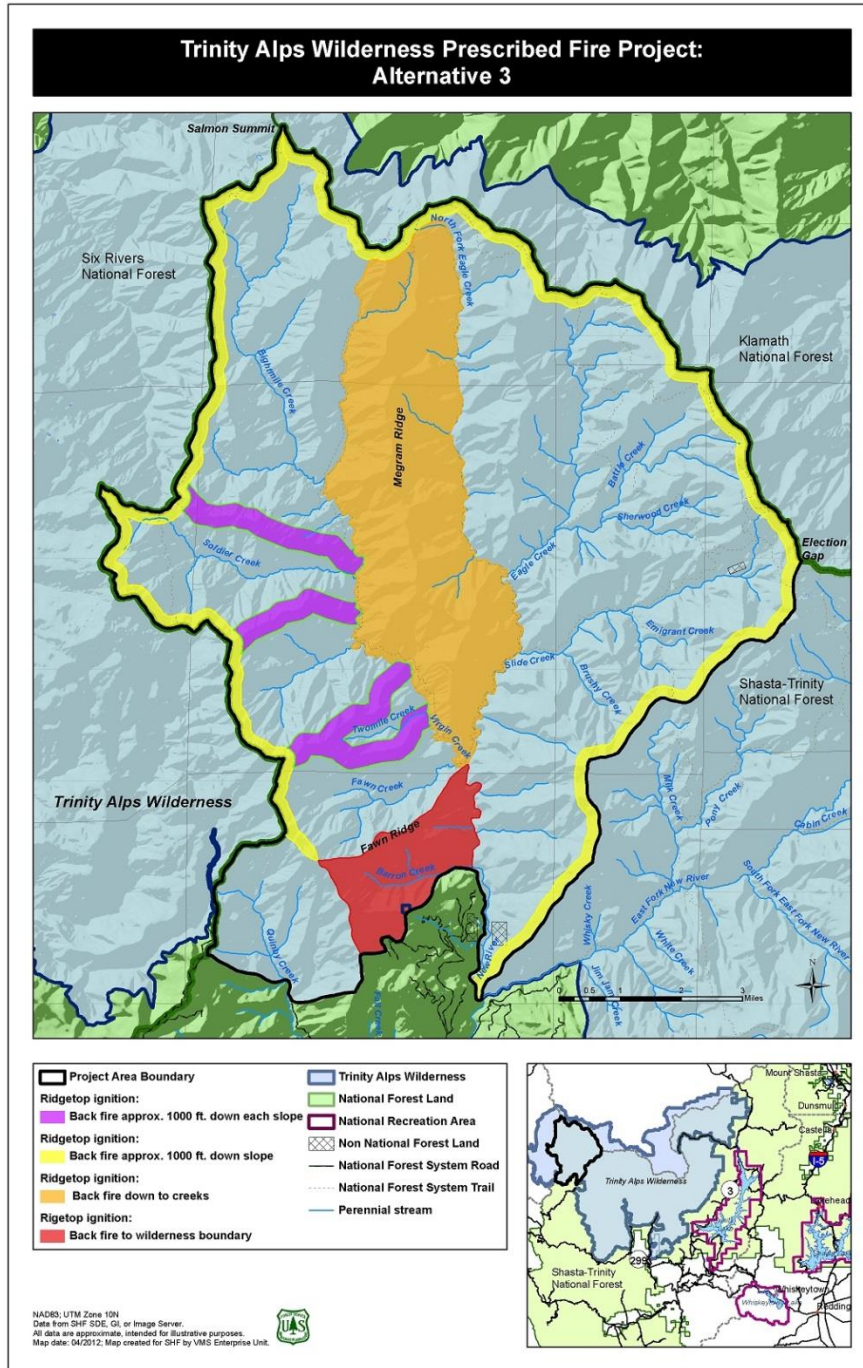 Trinity Alps Wilderness Prescribed Fire Project:
Alternative 3
Salmon Summit
Six Rivers
National Forest
North Fork Eagle Creek
Klamath
National Forest
Eightmile Creek
Megram Ridge
Battle Creek
Sherwood Creek
Soldier Creek
Eagle Creek
Election
Gap
Emigrant Creek
Slide Creek
Brushy Creek
Shasta-Trinity
National Forest
Twomile Creek
Virgin Creek
Fawn Creek
Trinity Alps Wilderness
Milk Creek
Pony Creek
Cabin Creek
Fawn Ridge
Barron Creek
East Fork New River
South Fork East Fork New River
Whisky Creek
White Creek
Quinby Creek
New River
Jim Jam Creek
N
0 0.5 1 2 3
Miles
Project Area Boundary
Ridgetop ignition:
Back fire approx. 1000 ft. down each slope
Ridgetop ignition:
Back fire approx. 1000 ft. down slope
Ridgetop ignition:
Back fire down to creeks
Rigetop ignition:
Back fire to wilderness boundary
Trinity Alps Wilderness
National Forest Land
National Recreation Area
Non National Forest Land
National Forest System Road
National Forest System Trail
Perennial stream
Mount Shasta
Dunsmuir
Castella
I-5
Trinity Alps Wilderness
3
Lakehead
299
Shasta-Trinity
National Forest
Whiskeytown
Whiskeytown Lake
Redding
NAD83; UTM Zone 10N
Data from SHF SDE, GI, or Image Server.
All data are approximate, intended for illustrative purposes.
Map date: 04/2012; Map created for SHF by VMS Enterprise Unit.